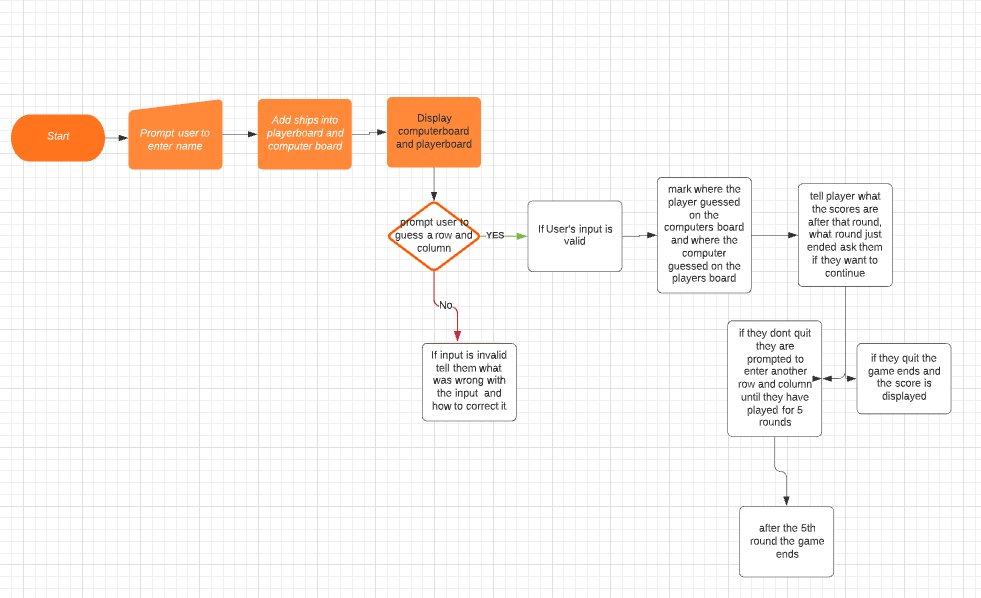 Start
Prompt user to
enter name
Add ships into
playerboard and
computer board
Display
computerboard
and playerboard
prompt user to
guess a row and
column
YES
If User's input is
valid
mark where the
player guessed
on the
computers board
and where the
computer
guessed on the
players board
tell player what
the scores are
after that round,
what round just
ended ask them
if they want to
continue
No
If input is invalid
tell them what
was wrong with
the input and
how to correct it
if they dont quit
they are
prompted to
enter another
row and column
until they have
played for 5
rounds
if they quit the
game ends and
the score is
displayed
after the 5th
round the game
ends